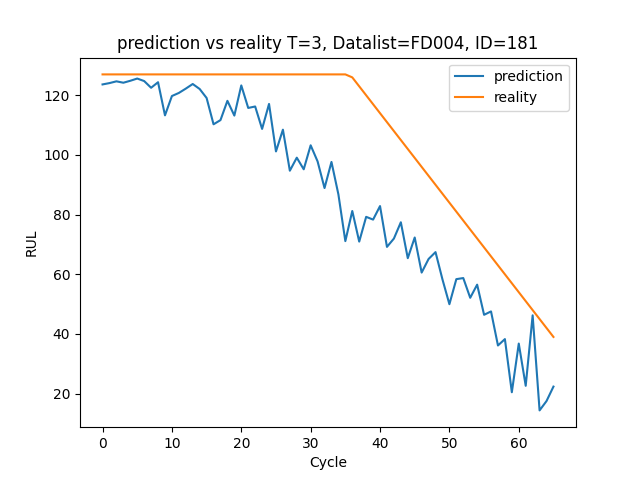 prediction vs reality T=3, Datalist=FD004, ID=181
prediction
reality
RUL
120
100
80
60
40
20
0 10 20 30 40 50 60
Cycle